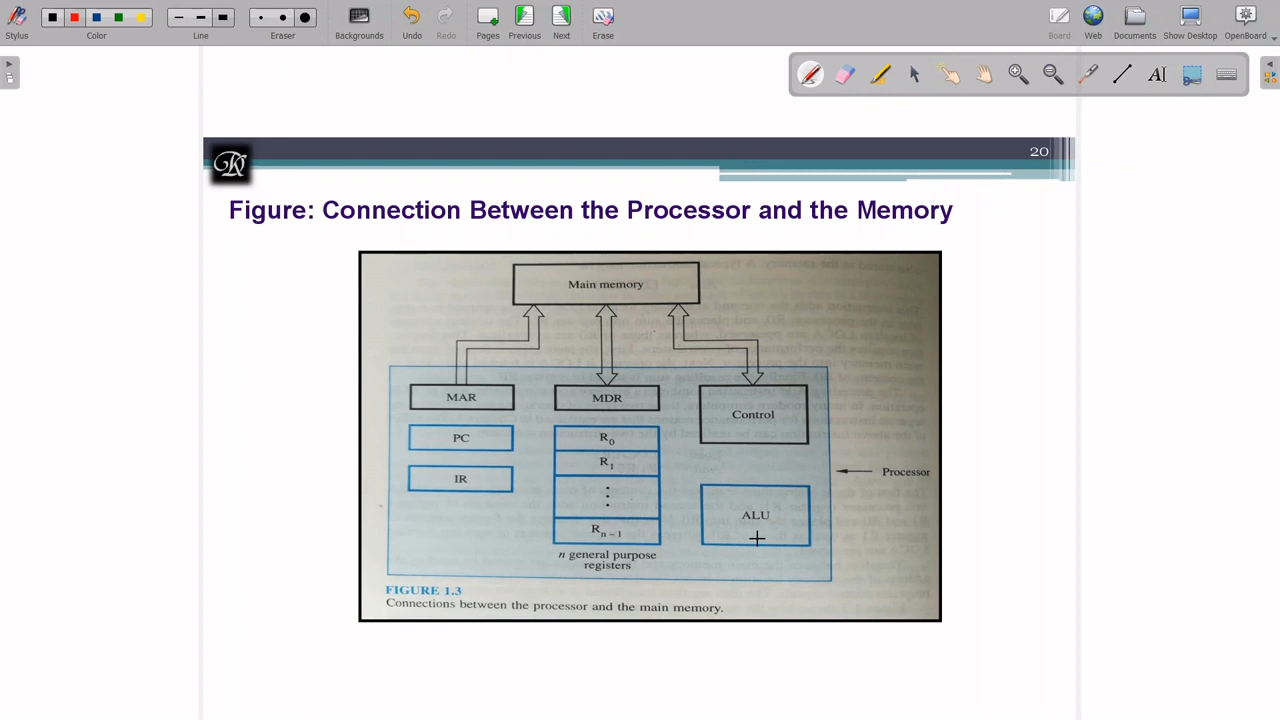 Stylus
Color
Line
Eraser
Backgrounds
Undo
Redo
Pages
Previous
Next
Erase
Board
Web
Documents
Show Desktop
OpenBoard
20
Figure: Connection Between the Processor and the Memory
Main memory
MAR
MDR
Control
PC
R0
R1
IR
Processor
ALU
Rn – 1
n general purpose
registers
FIGURE 1.3
Connections between the processor and the main memory.